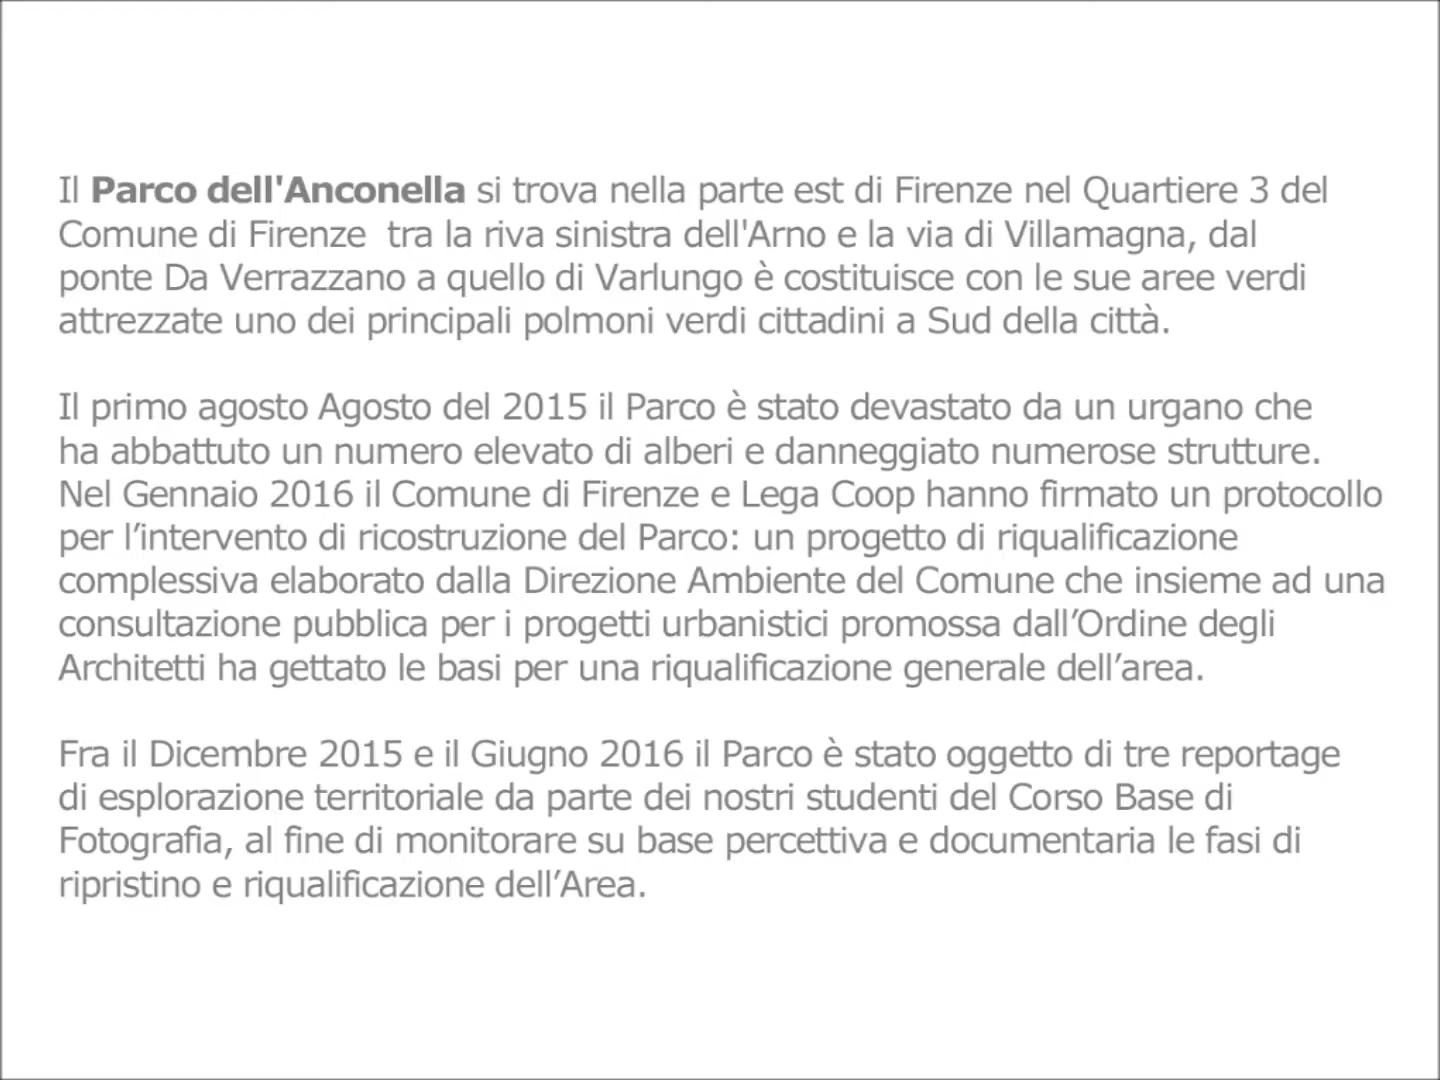 Il Parco dell'Anconella si trova nella parte est di Firenze nel Quartiere 3 del
Comune di Firenze  tra la riva sinistra dell'Arno e la via di Villamagna, dal
ponte Da Verrazzano a quello di Varlungo è costituisce con le sue aree verdi
attrezzate uno dei principali polmoni verdi cittadini a Sud della città.
Il primo agosto Agosto del 2015 il Parco è stato devastato da un urgano che
ha abbattuto un numero elevato di alberi e danneggiato numerose strutture.
Nel Gennaio 2016 il Comune di Firenze e Lega Coop hanno firmato un protocollo
per l’intervento di ricostruzione del Parco: un progetto di riqualificazione
complessiva elaborato dalla Direzione Ambiente del Comune che insieme ad una
consultazione pubblica per i progetti urbanistici promossa dall’Ordine degli
Architetti ha gettato le basi per una riqualificazione generale dell’area.
Fra il Dicembre 2015 e il Giugno 2016 il Parco è stato oggetto di tre reportage
di esplorazione territoriale da parte dei nostri studenti del Corso Base di
Fotografia, al fine di monitorare su base percettiva e documentaria le fasi di
ripristino e riqualificazione dell’Area.